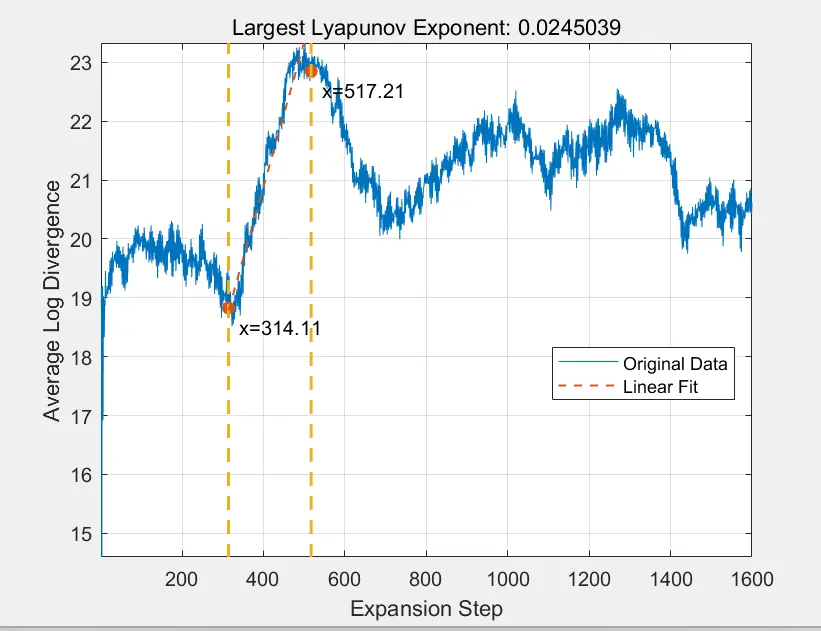 Largest Lyapunov Exponent: 0.0245039
23
22
21
20
19
18
17
16
15
Average Log Divergence
x=517.21
x=314.11
Original Data
Linear Fit
200 400 600 800 1000 1200 1400 1600
Expansion Step